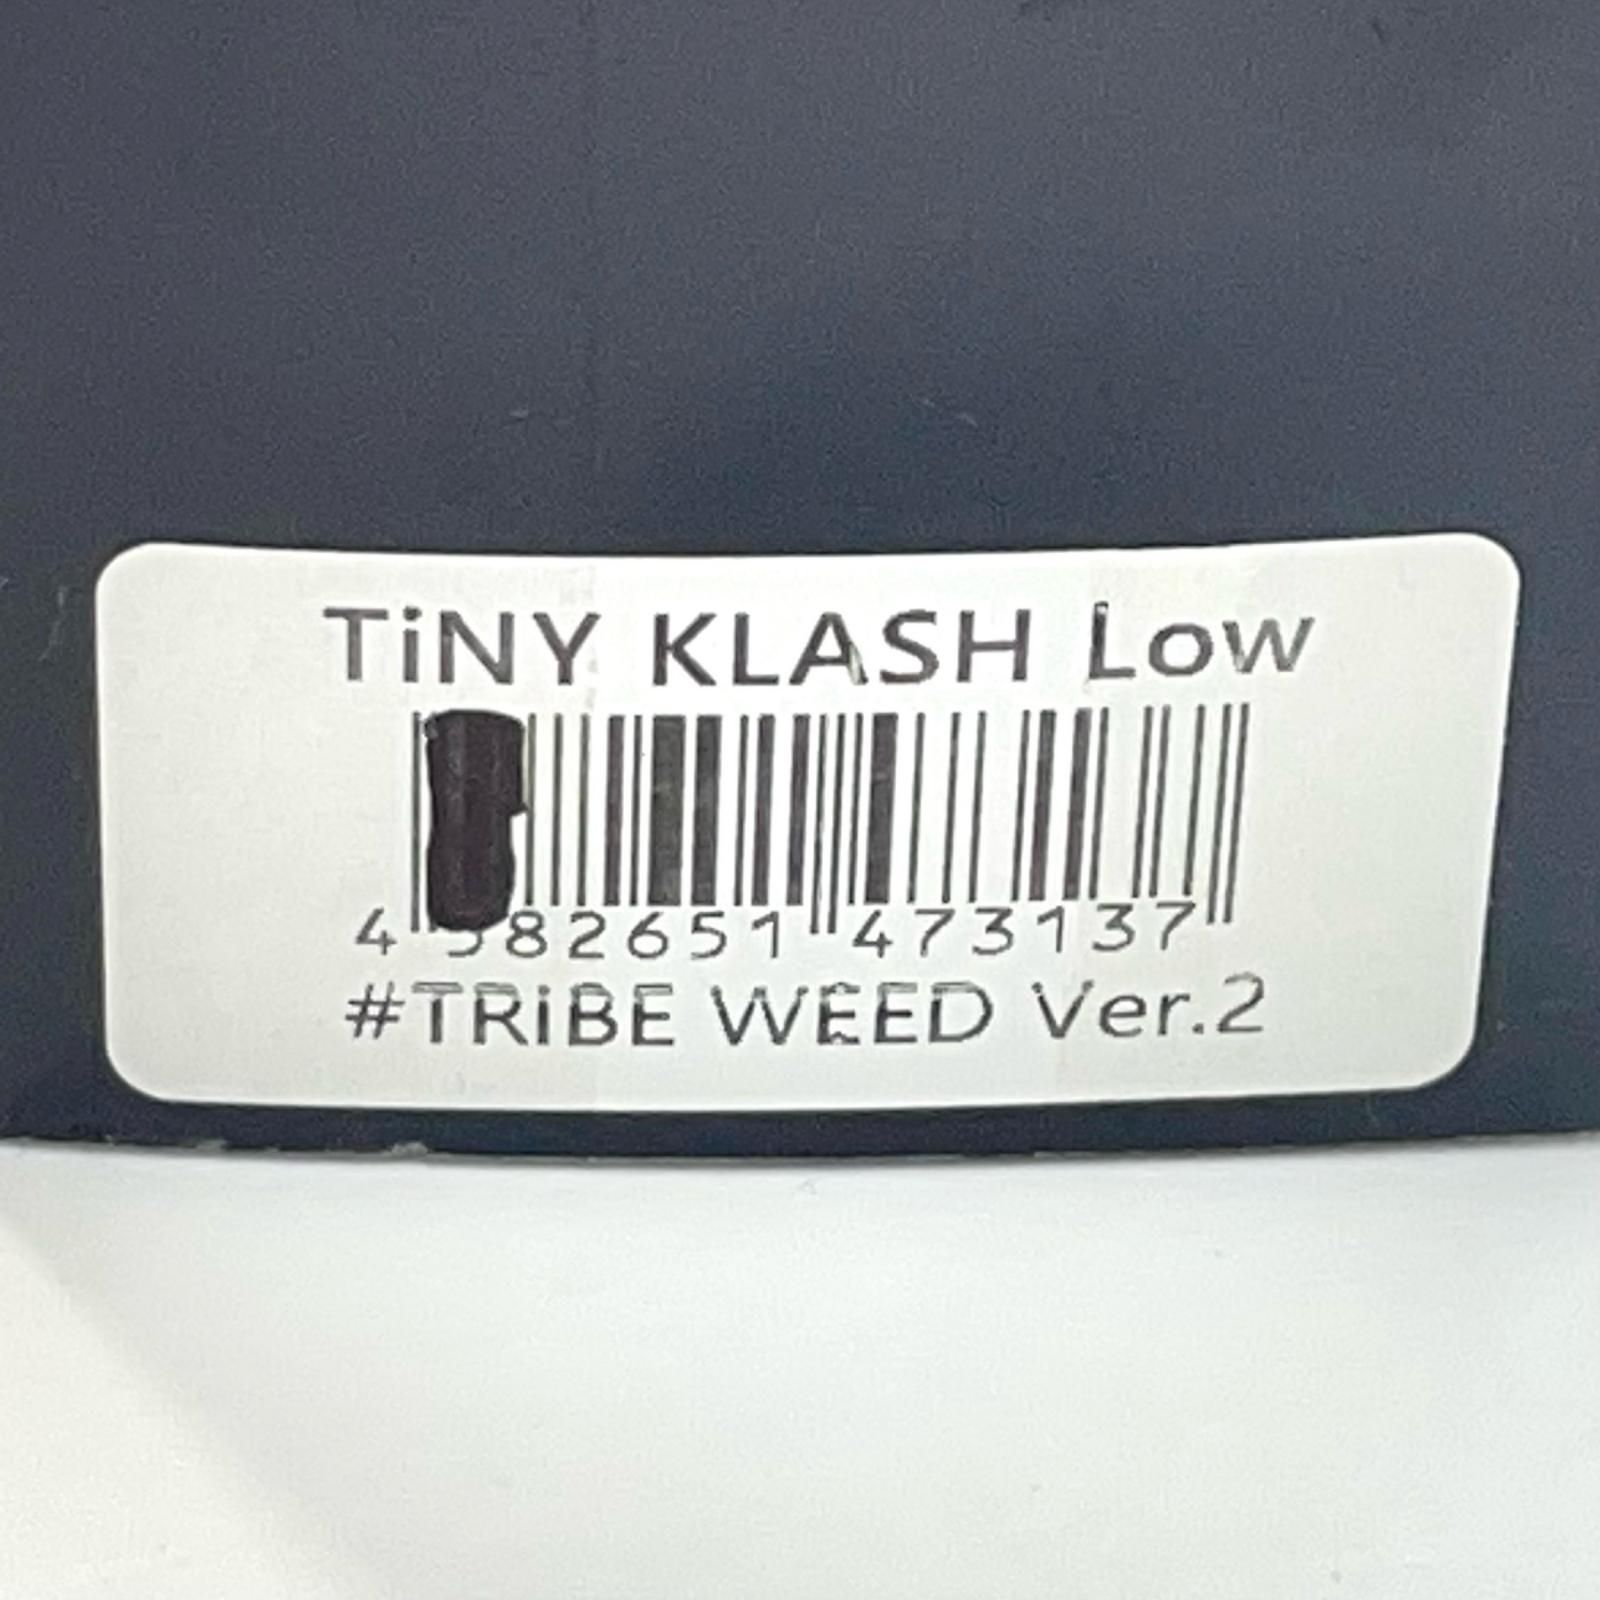 TiNY KLASH Low
4 582651 473137
#TRiBE WEED Ver.2